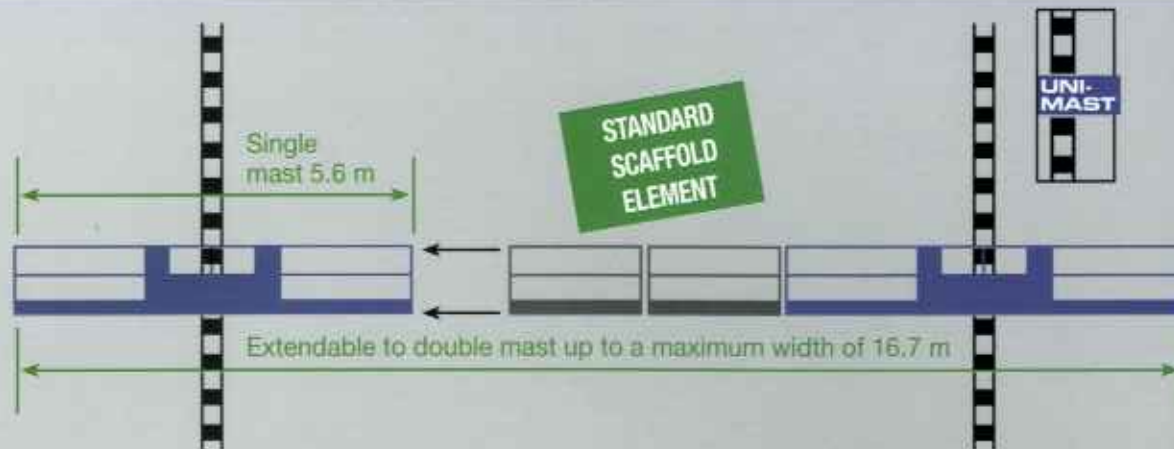 UNI-
MAST
STANDARD
SCAFFOLD
ELEMENT
Single
mast 5.6 m
Extendable to double mast up to a maximum width of 16.7 m